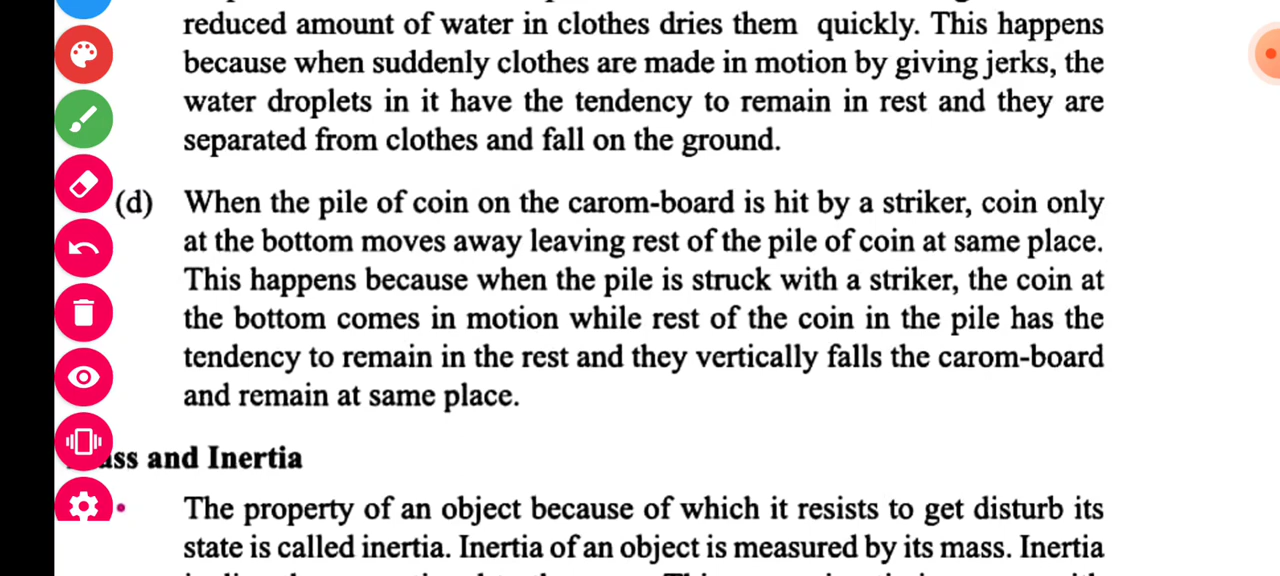 reduced amount of water in clothes dries them quickly. This happens
because when suddenly clothes are made in motion by giving jerks, the
water droplets in it have the tendency to remain in rest and they are
separated from clothes and fall on the ground.
(d) When the pile of coin on the carom-board is hit by a striker, coin only
at the bottom moves away leaving rest of the pile of coin at same place.
This happens because when the pile is struck with a striker, the coin at
the bottom comes in motion while rest of the coin in the pile has the
tendency to remain in the rest and they vertically falls the carom-board
and remain at same place.
and Inertia
The property of an object because of which it resists to get disturb its
state is called inertia. Inertia of an object is measured by its mass. Inertia